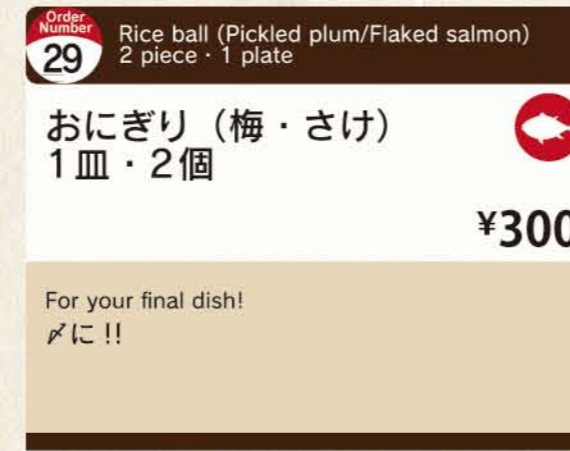 Order
Number
29
Rice ball (Pickled plum/Flaked salmon)
2 piece · 1 plate
おにぎり（梅・さけ）
1皿・2個
¥300
For your final dish!
〆に !!